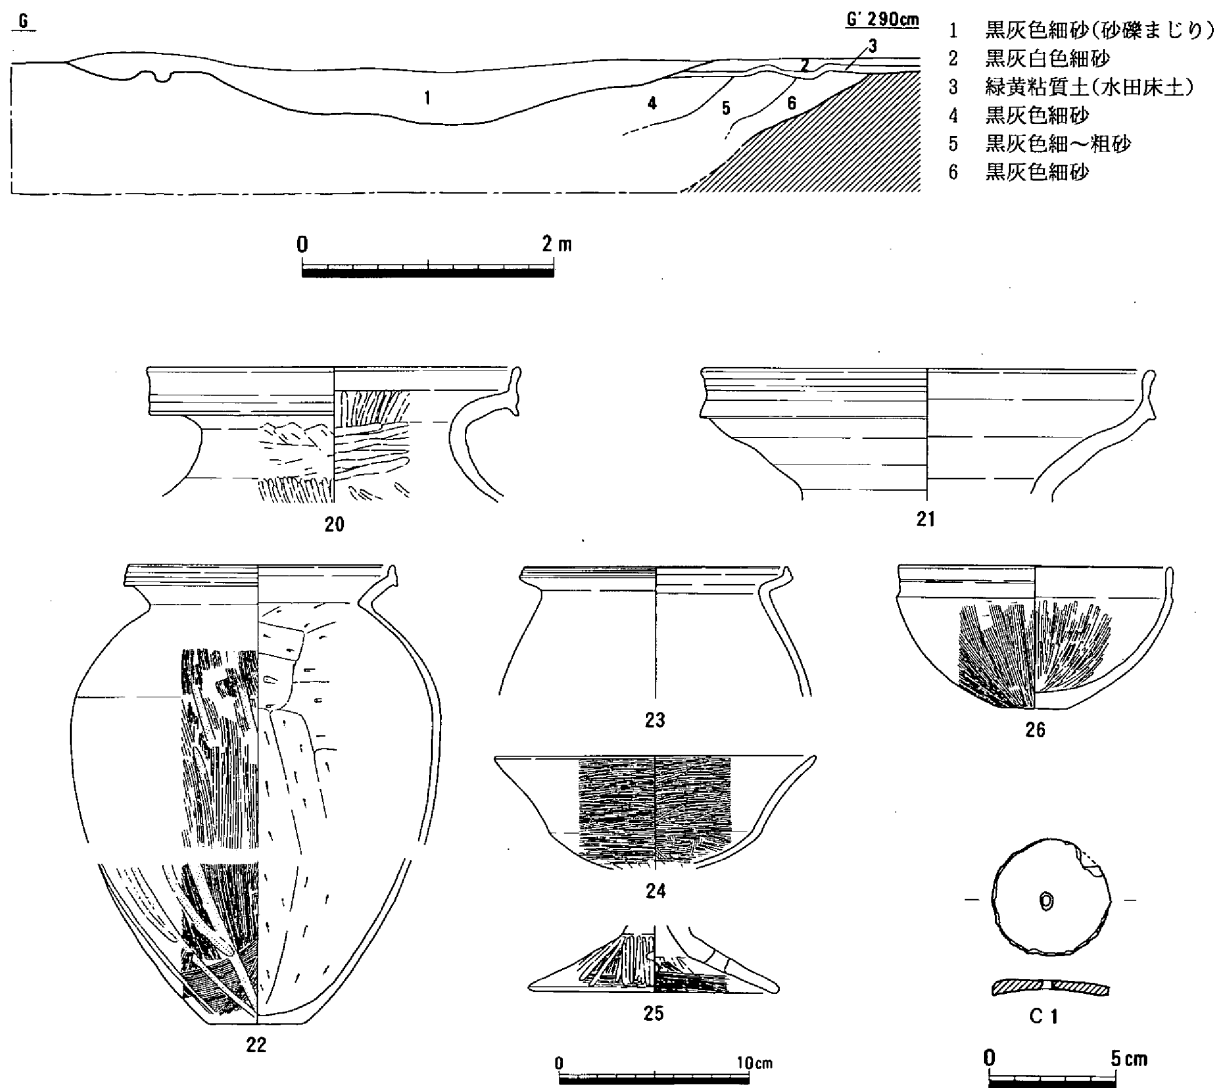 G
G' 290cm
1 黒灰色細砂(砂礫まじり)
2 黒灰白色細砂
3 緑黄粘質土(水田床土)
4 黒灰色細砂
5 黒灰色細～粗砂
6 黒灰色細砂
3
2
1
4
5
6
0 2 m
20
21
22
23
24
25
26
C 1
0 10cm
0 5cm